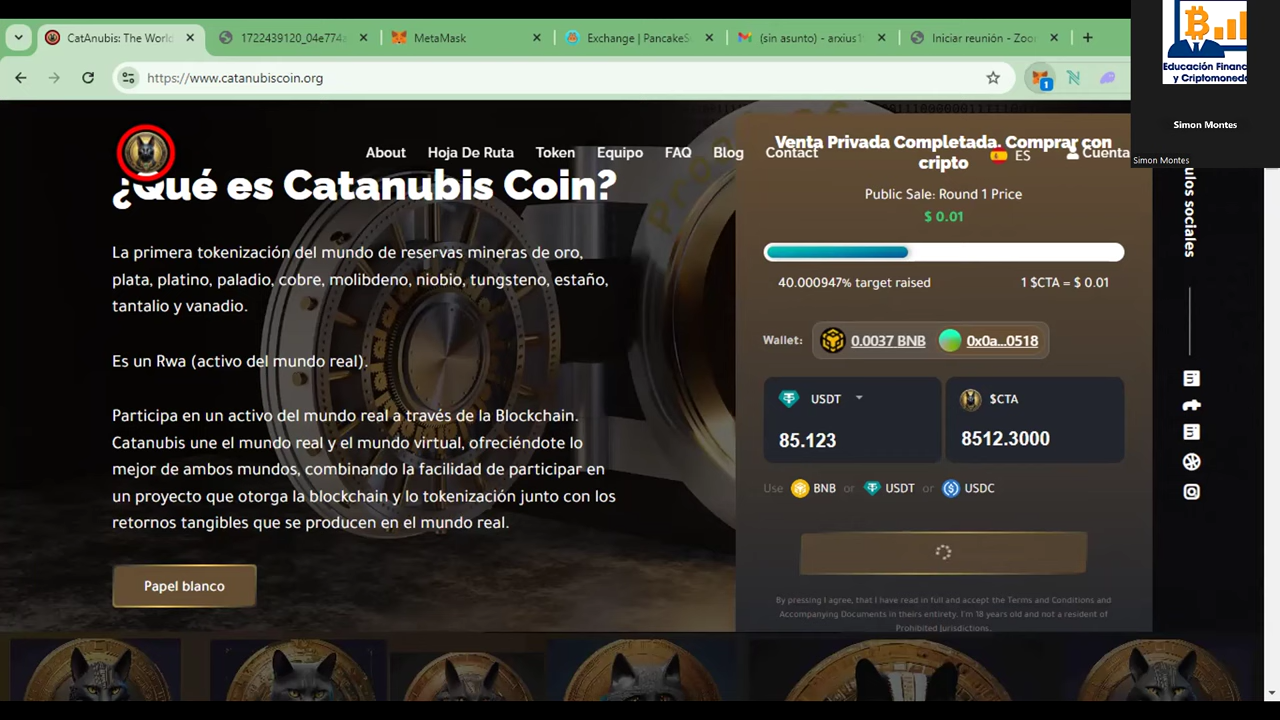 CatAnubis: The World
1722439120_04e774a
MetaMask
Exchange | PancakeS
(sin asunto) - arxius1
Iniciar reunión - Zoo
https://www.catanubiscoin.org
1
Educación Finan
y Criptomoned
Simon Montes
Simon Montes
About
Hoja De Ruta
Token
Equipo
FAQ
Blog
Contact
ES
Cuenta
¿Qué es Catanubis Coin?
La primera tokenización del mundo de reservas mineras de oro,
plata, platino, paladio, cobre, molibdeno, niobio, tungsteno, estaño,
tantalio y vanadio.
Es un Rwa (activo del mundo real).
Participa en un activo del mundo real a través de la Blockchain.
Catanubis une el mundo real y el mundo virtual, ofreciéndote lo
mejor de ambos mundos, combinando la facilidad de participar en
un proyecto que otorga la blockchain y lo tokenización junto con los
retornos tangibles que se producen en el mundo real.
Papel blanco
Venta Privada Completada. Comprar con
cripto
Public Sale: Round 1 Price
$ 0.01
40.000947% target raised
1 $CTA = $ 0.01
Wallet:
0.0037 BNB
0x0a...0518
USDT
85.123
$CTA
8512.3000
Use BNB or USDT or USDC
By pressing I agree, that I have read in full and accept the Terms and Conditions and
Accompanying Documents in theirs entirety. I'm 18 years old and not a resident of
Prohibited Jurisdictions.
ulos sociales